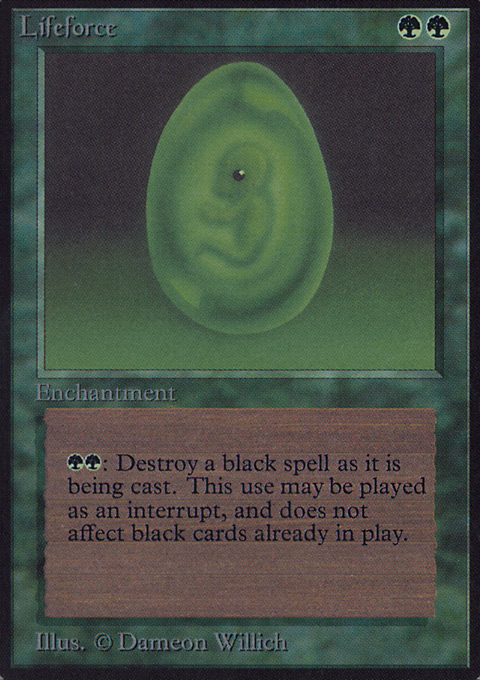 Lifeforce
Enchantment
: Destroy a black spell as it is
being cast. This use may be played
as an interrupt, and does not
affect black cards already in play.
Illus. © Dameon Willich